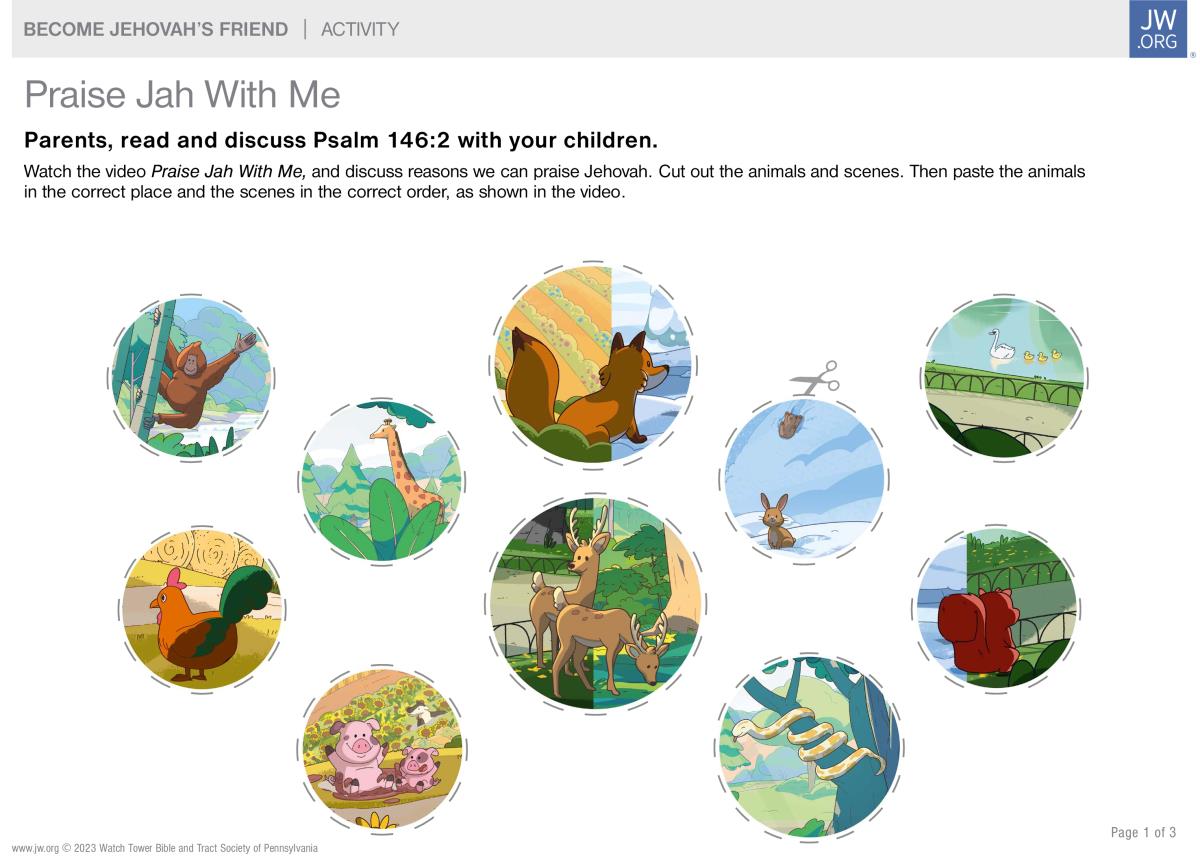 BECOME JEHOVAH’S FRIEND | ACTIVITY
JW
.ORG
®
Praise Jah With Me
Parents, read and discuss Psalm 146:2 with your children.
Watch the video Praise Jah With Me, and discuss reasons we can praise Jehovah. Cut out the animals and scenes. Then paste the animals
in the correct place and the scenes in the correct order, as shown in the video.
Page 1 of 3
www.jw.org © 2023 Watch Tower Bible and Tract Society of Pennsylvania